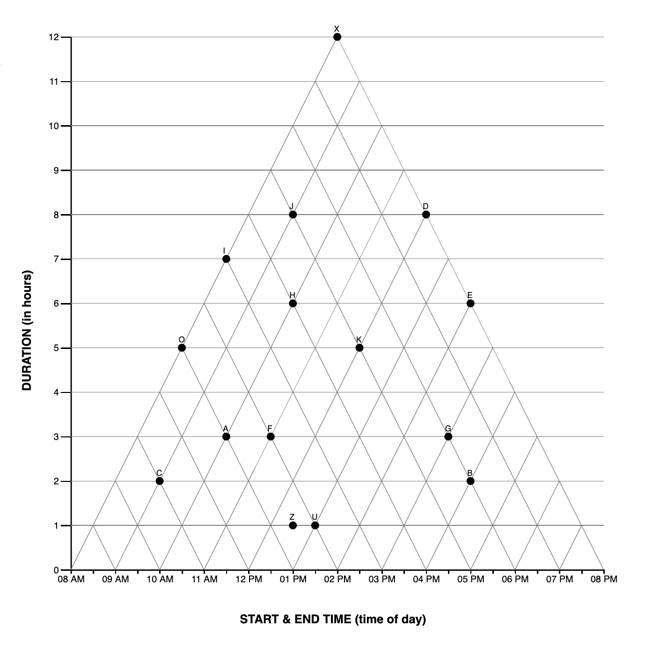 X
12
11
10
9
J
D
8
I
7
H
E
6
O
K
5
4
A
F
G
3
C
B
2
Z
U
1
0
08 AM
09 AM
10 AM
11 AM
12 PM
01 PM
02 PM
03 PM
04 PM
05 PM
06 PM
07 PM
08 PM
DURATION (in hours)
START & END TIME (time of day)